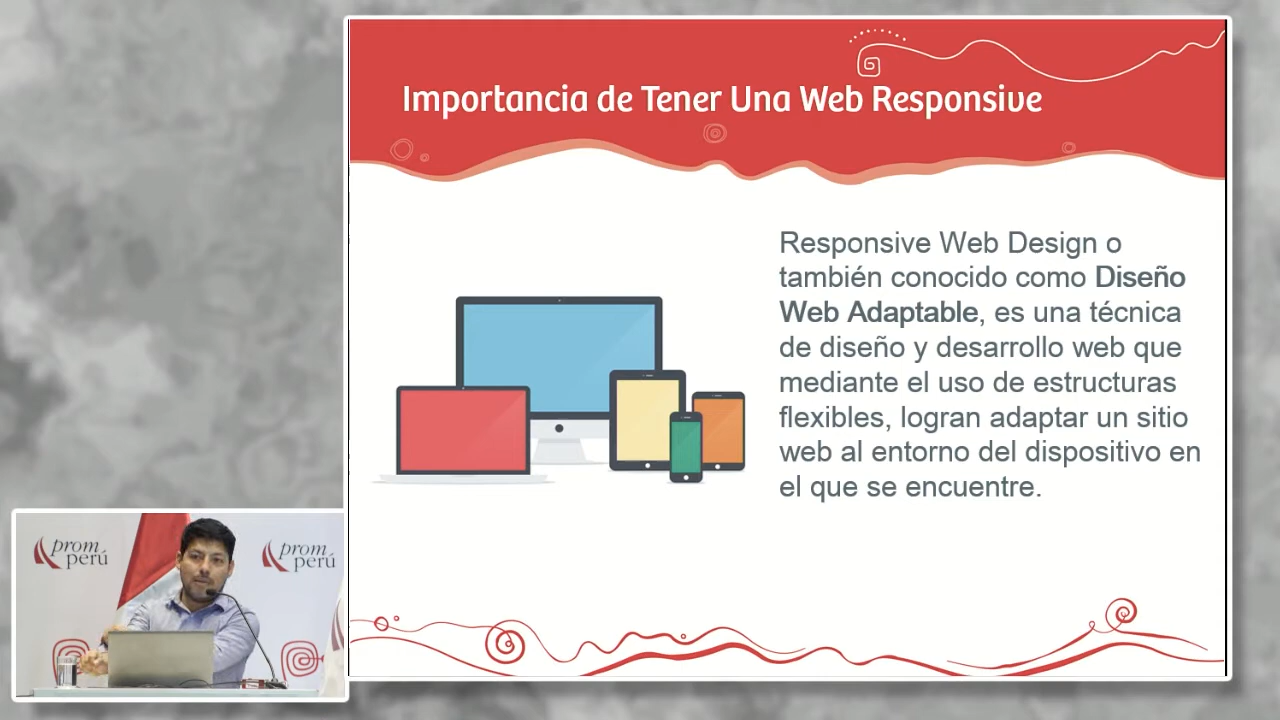 Importancia de Tener Una Web Responsive
Responsive Web Design o
también conocido como Diseño
Web Adaptable, es una técnica
de diseño y desarrollo web que
mediante el uso de estructuras
flexibles, logran adaptar un sitio
web al entorno del dispositivo en
el que se encuentre.
prom
perú
prom
perú